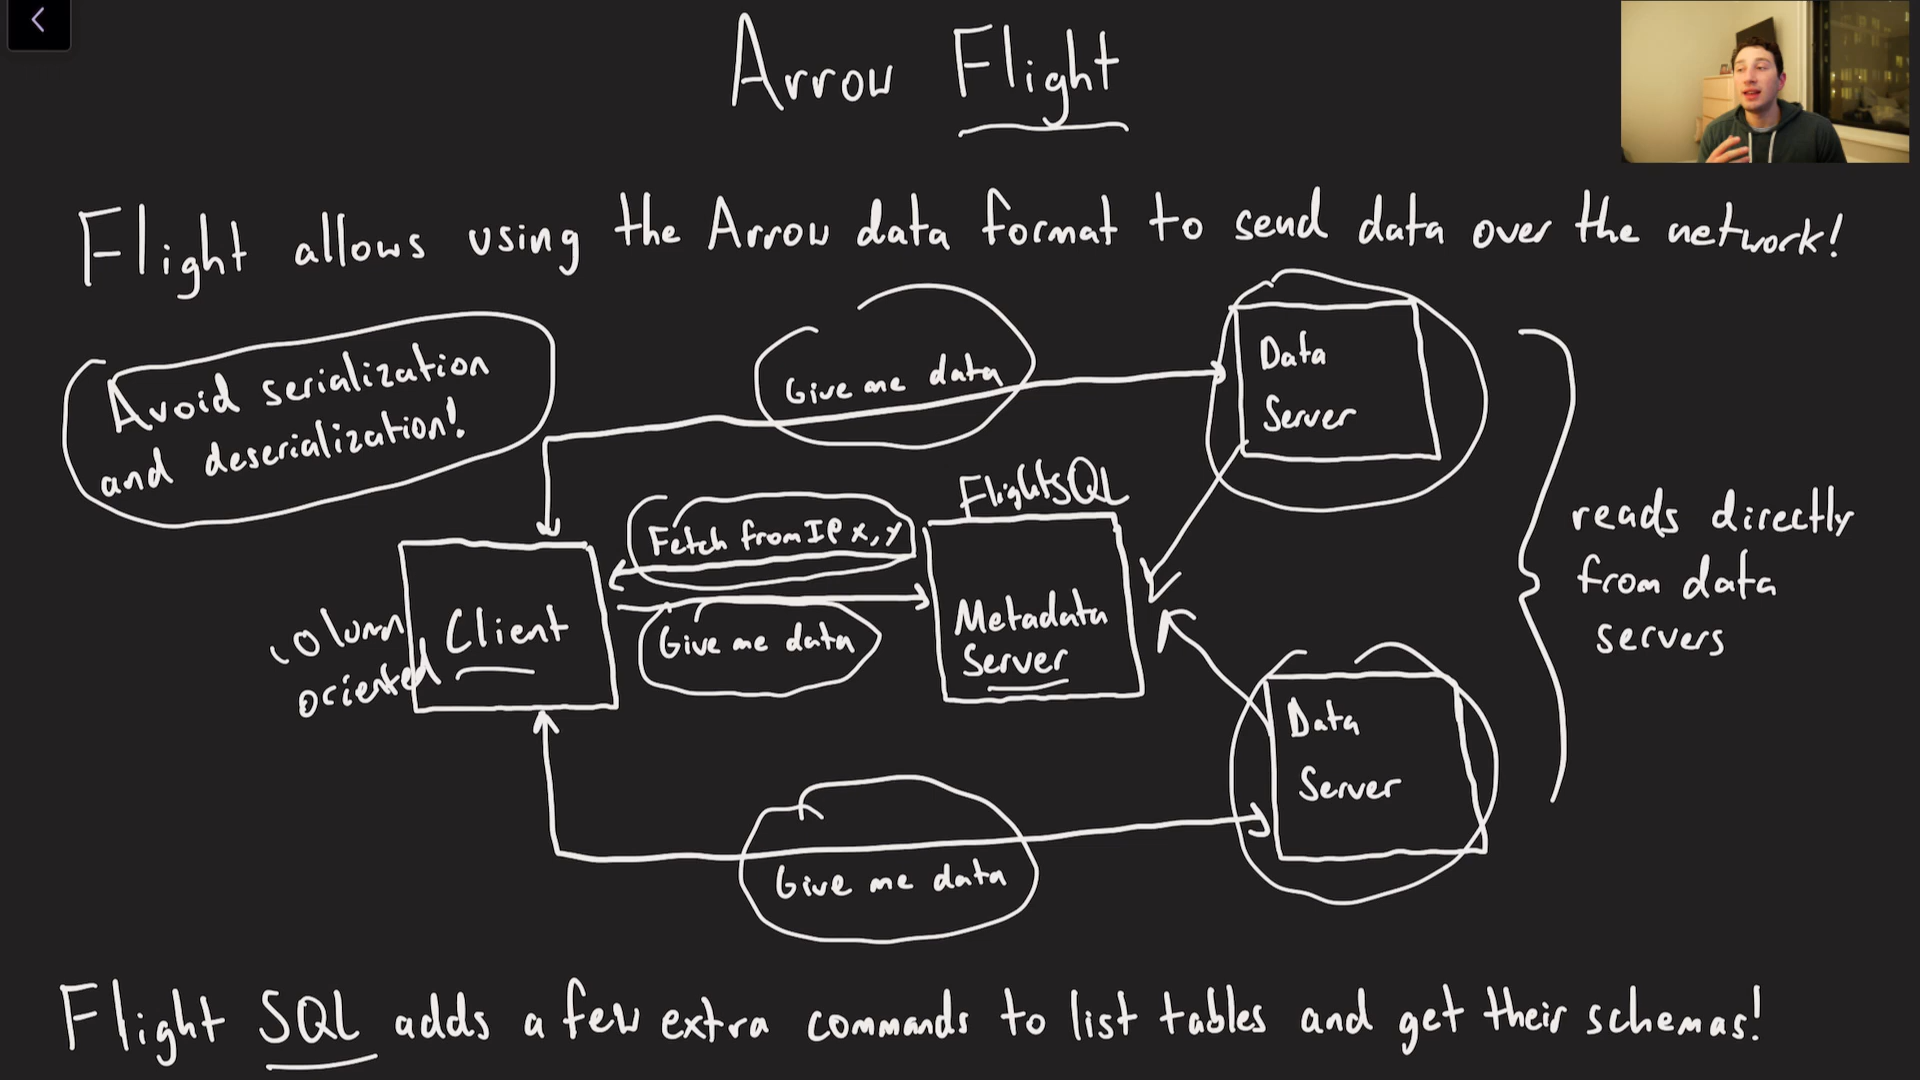 Arrow Flight
Flight allows using the Arrow data format to send data over the network!
Avoid serialization
and deserialization!
Give me data
Data
Server
FlightSQL
Fetch from IP x, y
Give me data
Metadata
Server
column
oriented
Client
reads directly
from data
servers
Data
Server
Give me data
Flight SQL adds a few extra commands to list tables and get their schemas!